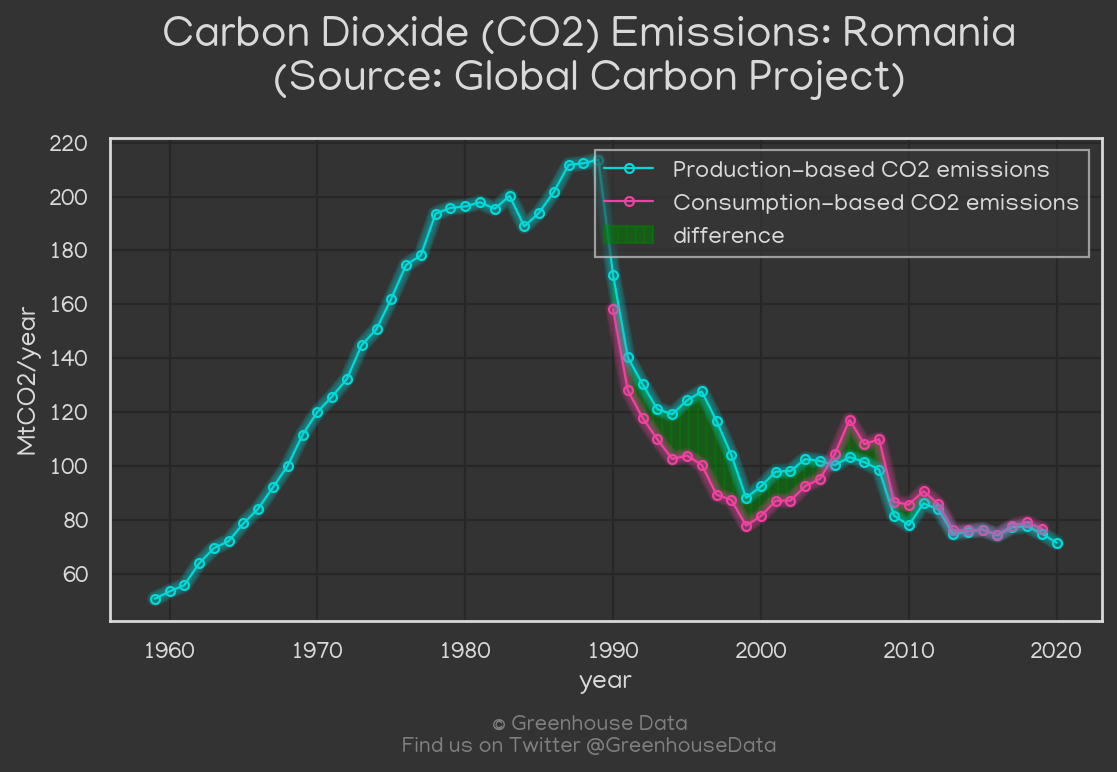 Carbon Dioxide (CO2) Emissions: Romania
(Source: Global Carbon Project)
220
200
180
160
140
120
100
80
60
MtCO2/year
Production-based CO2 emissions
Consumption-based CO2 emissions
difference
1960 1970 1980 1990 2000 2010 2020
year
© Greenhouse Data
Find us on Twitter @GreenhouseData